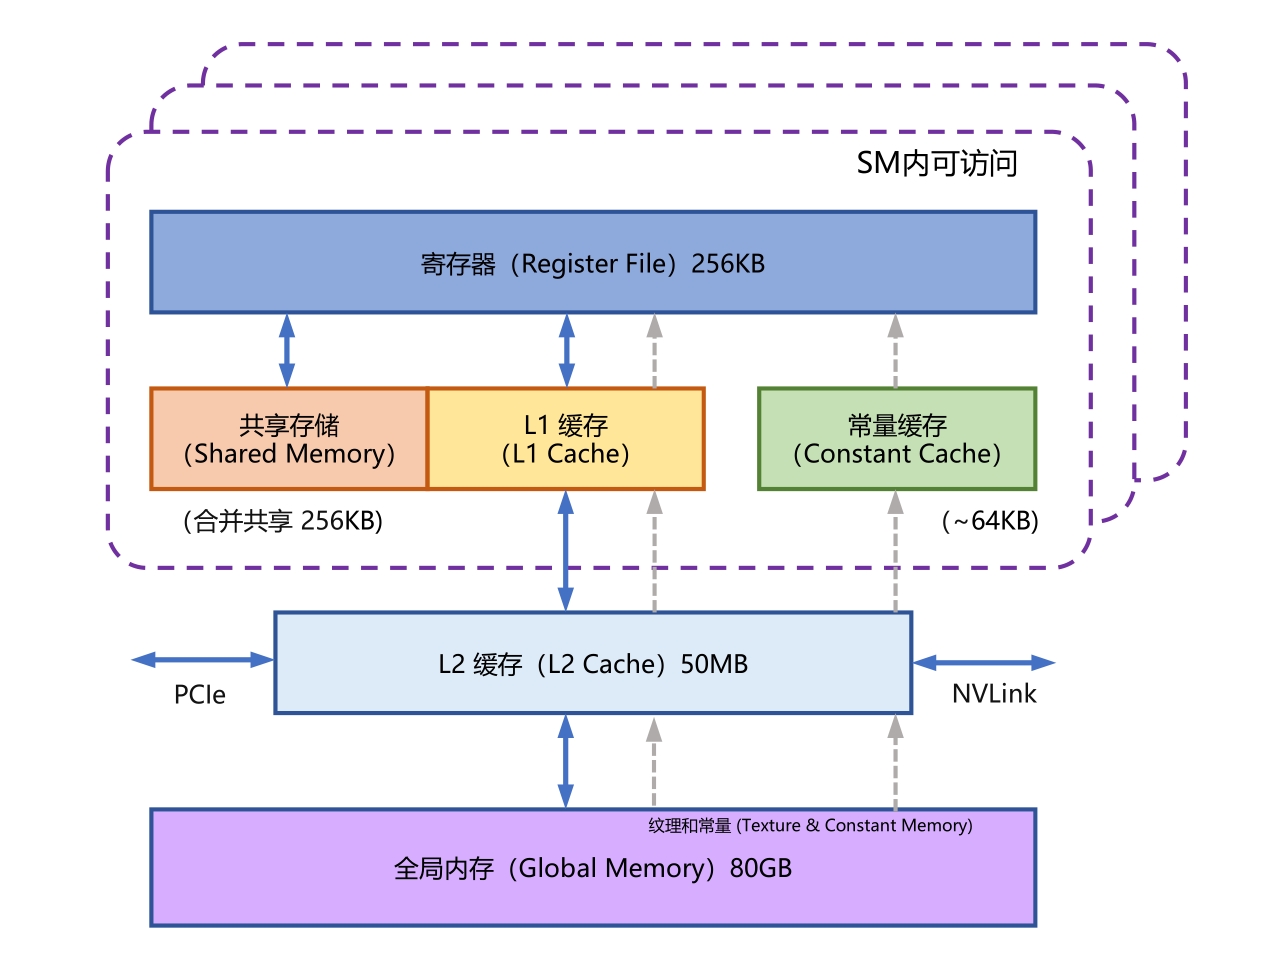 SM内可访问
寄存器（Register File）256KB
共享存储
（Shared Memory）
L1 缓存
（L1 Cache）
常量缓存
（Constant Cache）
(合并共享 256KB)
(~64KB)
L2 缓存（L2 Cache）50MB
PCIe
NVLink
纹理和常量 (Texture & Constant Memory)
全局内存（Global Memory）80GB